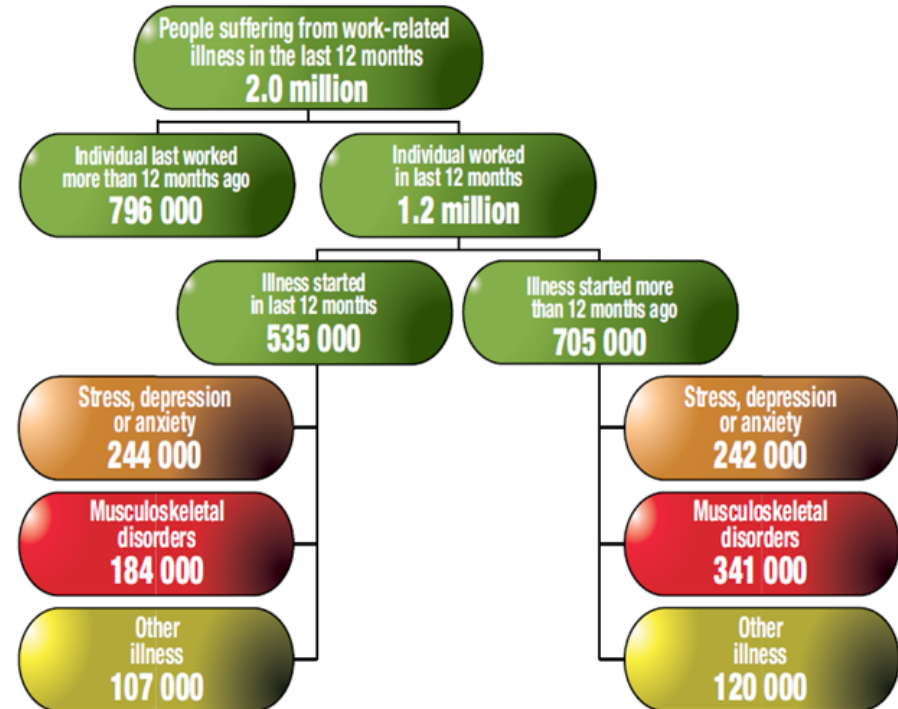 People suffering from work-related
illness in the last 12 months
2.0 million
Individual last worked
more than 12 months ago
796 000
Individual worked
in last 12 months
1.2 million
Illness started
in last 12 months
535 000
Illness started more
than 12 months ago
705 000
Stress, depression
or anxiety
244 000
Musculoskeletal
disorders
184 000
Other
illness
107 000
Stress, depression
or anxiety
242 000
Musculoskeletal
disorders
341 000
Other
illness
120 000